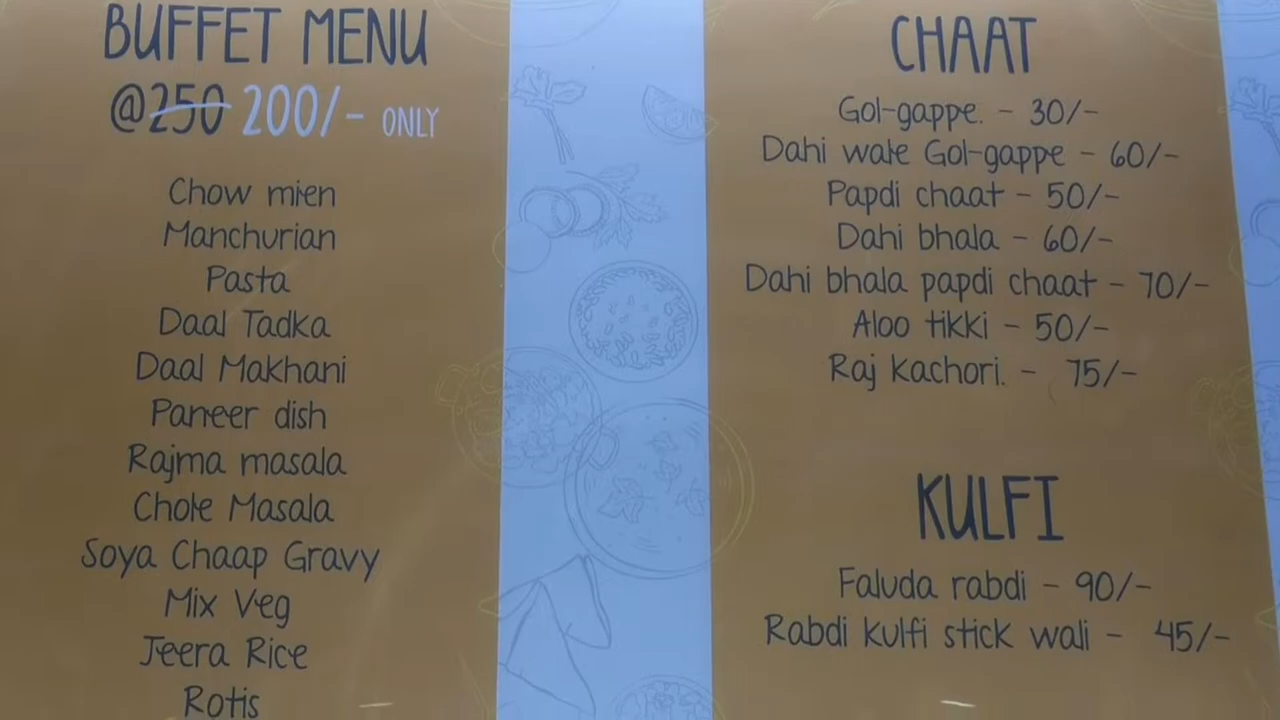 BUFFET MENU
@250 200/- ONLY
Chow mien
Manchurian
Pasta
Daal Tadka
Daal Makhani
Paneer dish
Rajma masala
Chole Masala
Soya Chaap Gravy
Mix Veg
Jeera Rice
Rotis
CHAAT
Gol-gappe. - 30/-
Dahi wale Gol-gappe - 60/-
Papdi chaat - 50/-
Dahi bhala - 60/-
Dahi bhala papdi chaat - 70/-
Aloo tikki - 50/-
Raj kachori. - 75/-
KULFI
Faluda rabdi - 90/-
Rabdi kulfi stick wali - 45/-